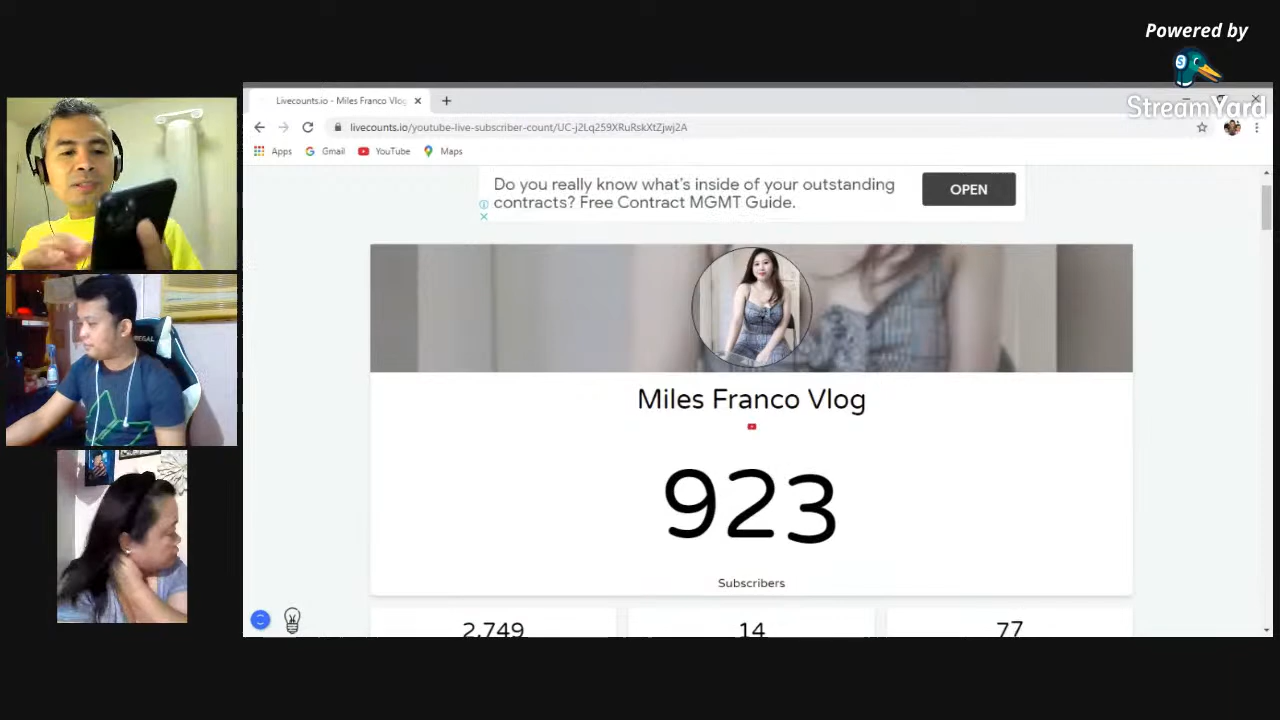 Powered by
StreamYard
Livecounts.io - Miles Franco Vlog
livecounts.io/youtube-live-subscriber-count/UC-j2Lq259XRuRskXtZjwj2A
Apps Gmail YouTube Maps
Do you really know what's inside of your outstanding
contracts? Free Contract MGMT Guide.
OPEN
Miles Franco Vlog
923
Subscribers
2,749 14 77
REGAL